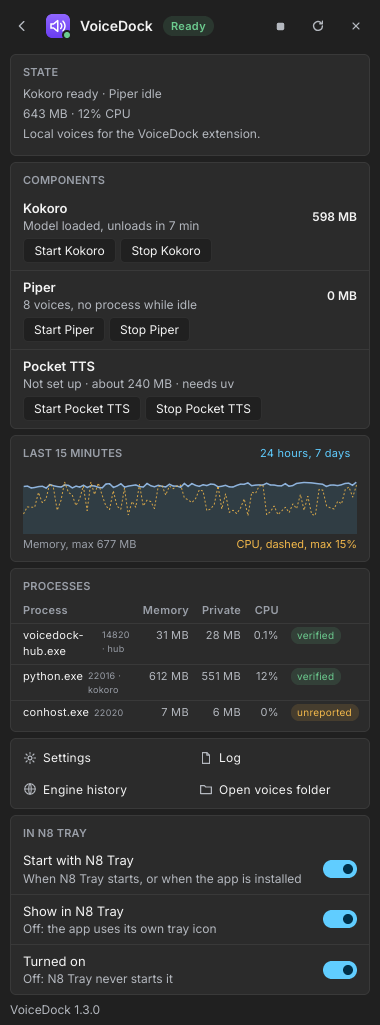 VoiceDock Ready
STATE
Kokoro ready · Piper idle
643 MB · 12% CPU
Local voices for the VoiceDock extension.
COMPONENTS
Kokoro
Model loaded, unloads in 7 min
598 MB
Start Kokoro Stop Kokoro
Piper
8 voices, no process while idle
0 MB
Start Piper Stop Piper
Pocket TTS
Not set up · about 240 MB · needs uv
Start Pocket TTS Stop Pocket TTS
LAST 15 MINUTES 24 hours, 7 days
Memory, max 677 MB CPU, dashed, max 15%
PROCESSES
Process Memory Private CPU
voicedock-hub.exe 14820 · hub 31 MB 28 MB 0.1% verified
python.exe 22016 · kokoro 612 MB 551 MB 12% verified
conhost.exe 22020 7 MB 6 MB 0% unreported
Settings Log
Engine history Open voices folder
IN N8 TRAY
Start with N8 Tray
When N8 Tray starts, or when the app is installed
Show in N8 Tray
Off: the app uses its own tray icon
Turned on
Off: N8 Tray never starts it
VoiceDock 1.3.0